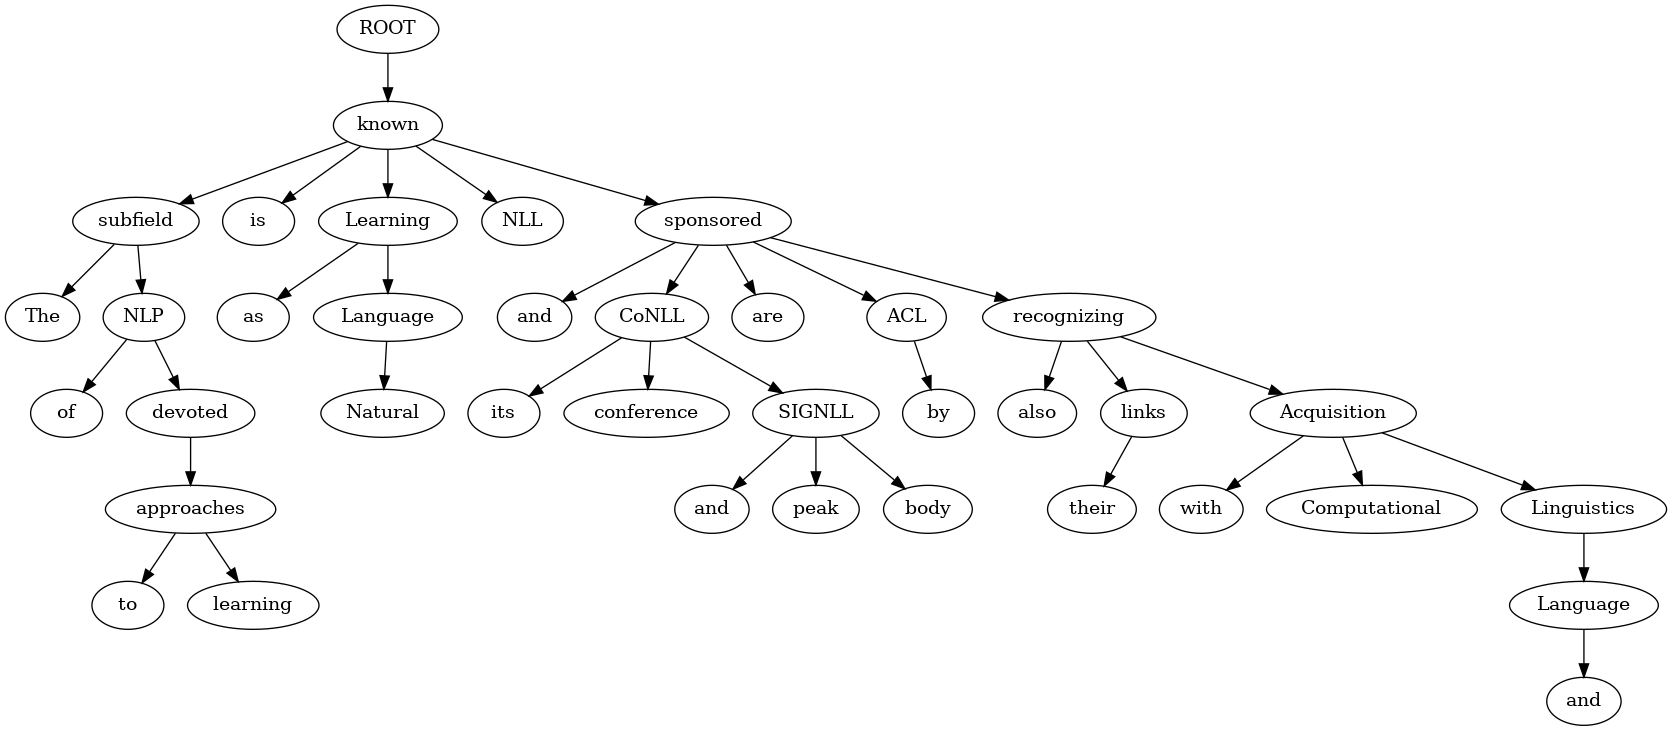 ROOT
known
subfield is Learning NLL sponsored
The NLP as Language and CoNLL are ACL recognizing
of devoted Natural its conference SIGNLL by also links Acquisition
approaches and peak body their with Computational Linguistics
to learning Language
and